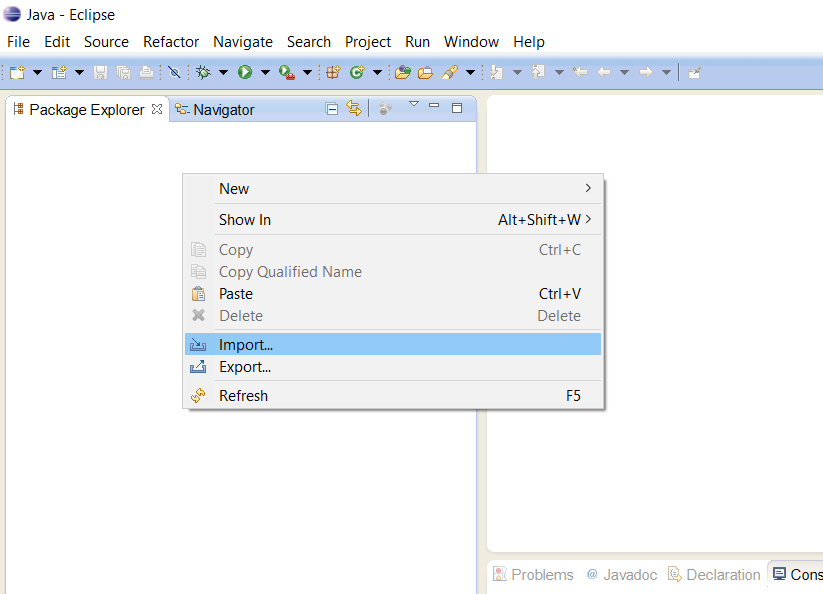 Java - Eclipse
File Edit Source Refactor Navigate Search Project Run Window Help
Package Explorer Navigator
New
Show In Alt+Shift+W
Copy Ctrl+C
Copy Qualified Name
Paste Ctrl+V
Delete Delete
Import...
Export...
Refresh F5
Problems @ Javadoc Declaration Cons